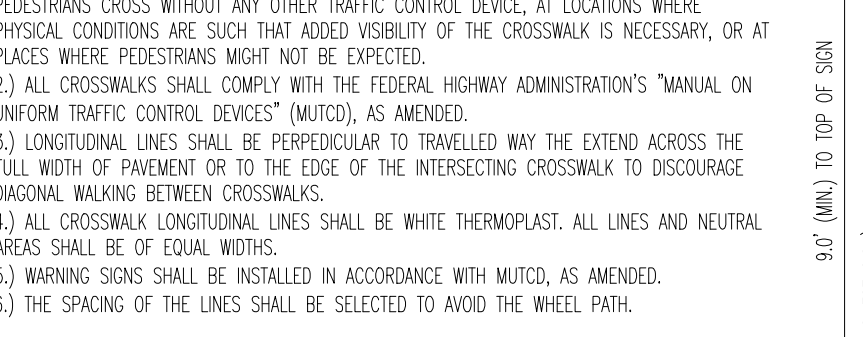 PEDESTRIANS CROSS WITHOUT ANY OTHER TRAFFIC CONTROL DEVICE, AT LOCATIONS WHERE
PHYSICAL CONDITIONS ARE SUCH THAT ADDED VISIBILITY OF THE CROSSWALK IS NECESSARY, OR AT
PLACES WHERE PEDESTRIANS MIGHT NOT BE EXPECTED.
2.) ALL CROSSWALKS SHALL COMPLY WITH THE FEDERAL HIGHWAY ADMINISTRATION'S "MANUAL ON
UNIFORM TRAFFIC CONTROL DEVICES" (MUTCD), AS AMENDED.
3.) LONGITUDINAL LINES SHALL BE PERPEDICULAR TO TRAVELLED WAY THE EXTEND ACROSS THE
FULL WIDTH OF PAVEMENT OR TO THE EDGE OF THE INTERSECTING CROSSWALK TO DISCOURAGE
DIAGONAL WALKING BETWEEN CROSSWALKS.
4.) ALL CROSSWALK LONGITUDINAL LINES SHALL BE WHITE THERMOPLAST. ALL LINES AND NEUTRAL
AREAS SHALL BE OF EQUAL WIDTHS.
5.) WARNING SIGNS SHALL BE INSTALLED IN ACCORDANCE WITH MUTCD, AS AMENDED.
6.) THE SPACING OF THE LINES SHALL BE SELECTED TO AVOID THE WHEEL PATH.
9.0' (MIN.) TO TOP OF SIGN